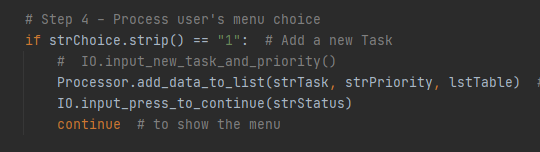 # Step 4 - Process user's menu choice
if strChoice.strip() == "1":  # Add a new Task
    #  IO.input_new_task_and_priority()
    Processor.add_data_to_list(strTask, strPriority, lstTable)  #
    IO.input_press_to_continue(strStatus)
    continue  # to show the menu